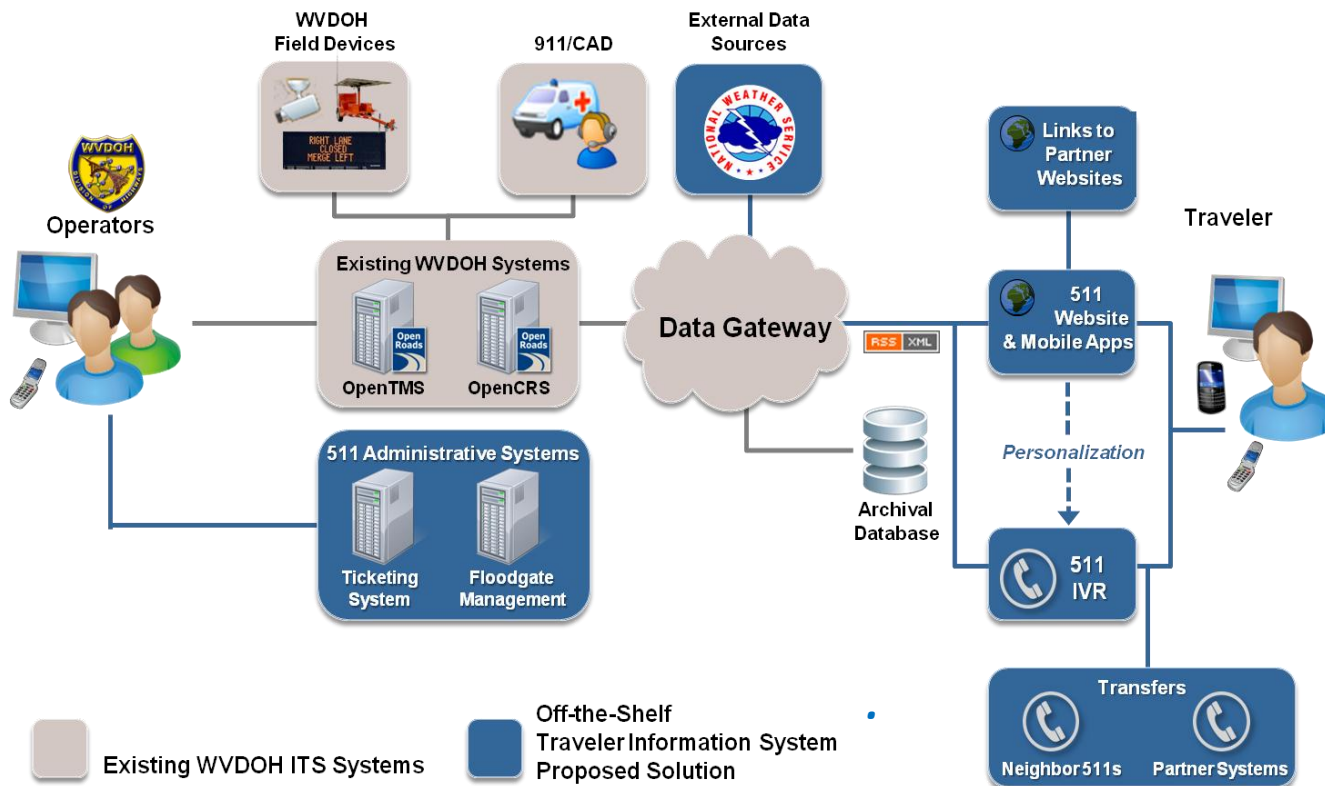 WVDOH
Field Devices
911/CAD
External Data
Sources
RIGHT LANE
CLOSED
MERGE LEFT
NATIONAL WEATHER SERVICE
Links to
Partner
Websites
WVDOH
DIVISION OF HIGHWAYS
Operators
Traveler
Existing WVDOH Systems
Open
Roads
OpenTMS
Open
Roads
OpenCRS
Data Gateway
RSS XML
511
Website
& Mobile Apps
Personalization
511 Administrative Systems
Ticketing
System
Floodgate
Management
Archival
Database
511
IVR
Transfers
Neighbor 511s
Partner Systems
Existing WVDOH ITS Systems
Off-the-Shelf
Traveler Information System
Proposed Solution